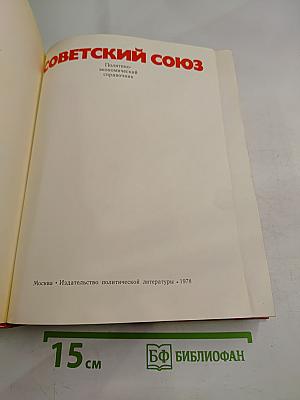 СОВЕТСКИЙ СОЮЗ
Политико-
экономический
справочник
Москва • Издательство политической литературы • 1978
15 см
БФ БИБЛИОФАН